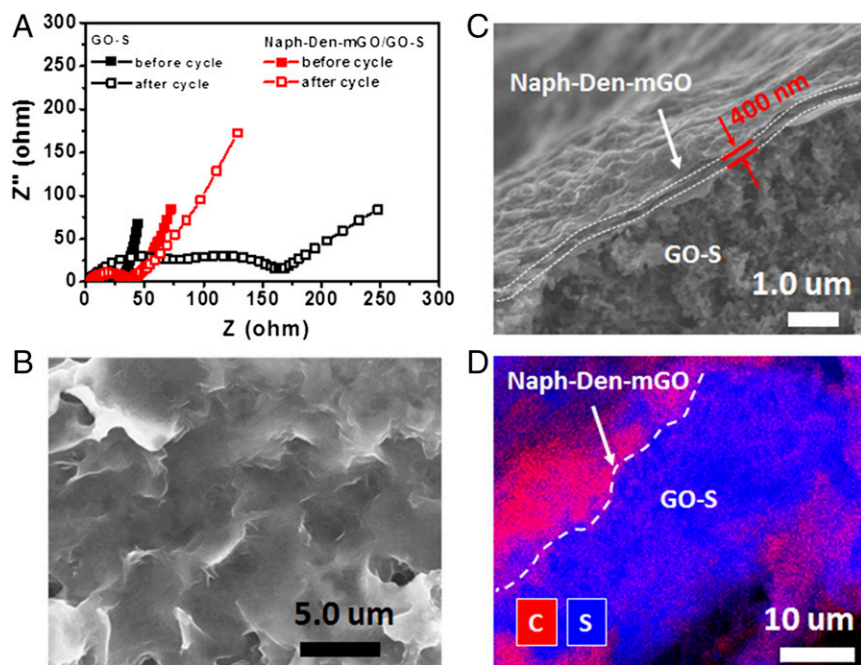 A
300
250
200
150
100
50
0
Z" (ohm)
GO-S
before cycle
after cycle
Naph-Den-mGO/GO-S
before cycle
after cycle
0 50 100 150 200 250 300
Z (ohm)
B
5.0 um
C
Naph-Den-mGO
400 nm
GO-S
1.0 um
D
Naph-Den-mGO
GO-S
C S
10 um